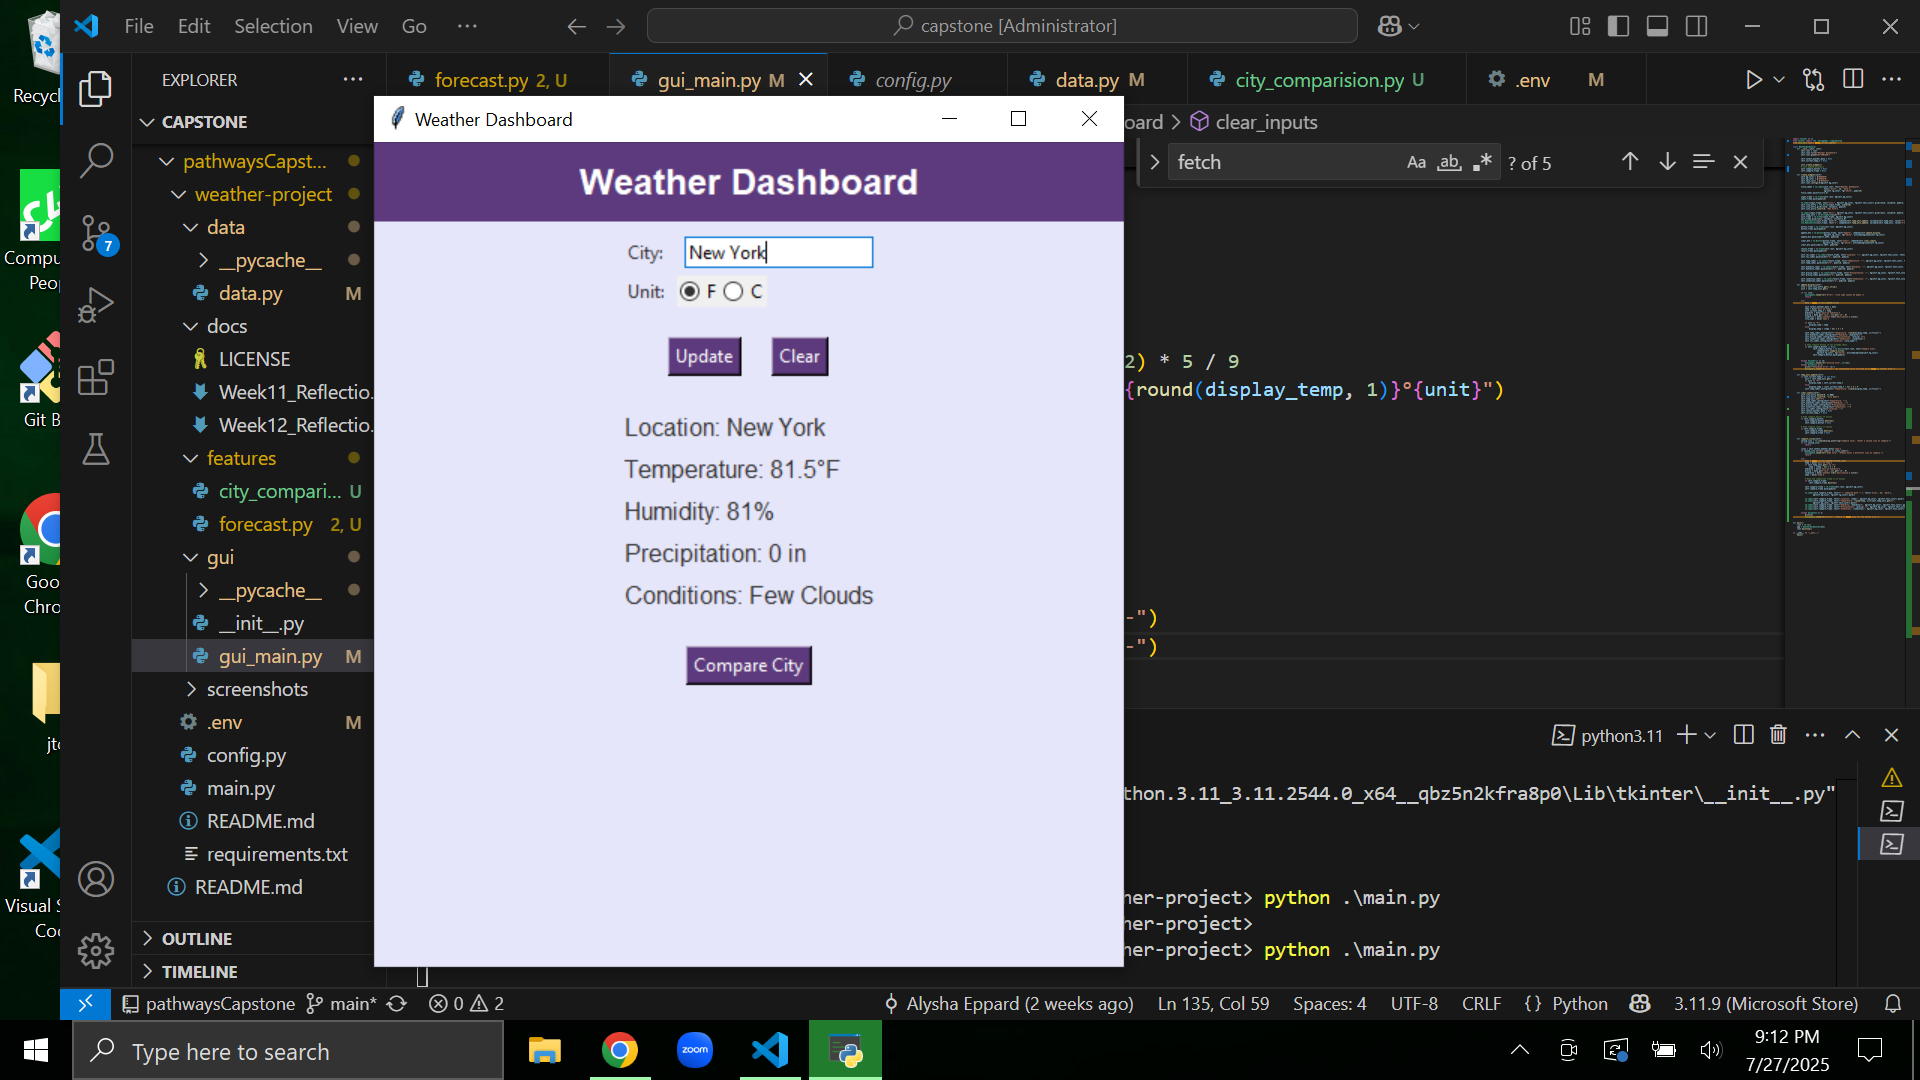 Recycl
Compu
Peop
Git B
Goo
Chro
jtc
Visual S
Coc
File Edit Selection View Go ···
capstone [Administrator]
EXPLORER ···
CAPSTONE
pathwaysCapst...
weather-project
data
__pycache__
data.py M
docs
LICENSE
Week11_Reflectio.
Week12_Reflectio.
features
city_compari... U
forecast.py 2, U
gui
__pycache__
__init__.py
gui_main.py M
screenshots
.env M
config.py
main.py
README.md
requirements.txt
README.md
OUTLINE
TIMELINE
7
forecast.py 2, U gui_main.py M config.py data.py M city_comparision.py U .env M
oard > clear_inputs
fetch Aa ab .* ? of 5
2) * 5 / 9
{round(display_temp, 1)}°{unit}")
-")
-")
Weather Dashboard
Weather Dashboard
City: New York
Unit: F C
Update Clear
Location: New York
Temperature: 81.5°F
Humidity: 81%
Precipitation: 0 in
Conditions: Few Clouds
Compare City
python3.11
thon.3.11_3.11.2544.0_x64__qbz5n2kfra8p0\Lib\tkinter\__init__.py"
her-project> python .\main.py
her-project>
her-project> python .\main.py
pathwaysCapstone main* 0 2 Alysha Eppard (2 weeks ago) Ln 135, Col 59 Spaces: 4 UTF-8 CRLF {} Python 3.11.9 (Microsoft Store)
Type here to search
zoom
9:12 PM
7/27/2025